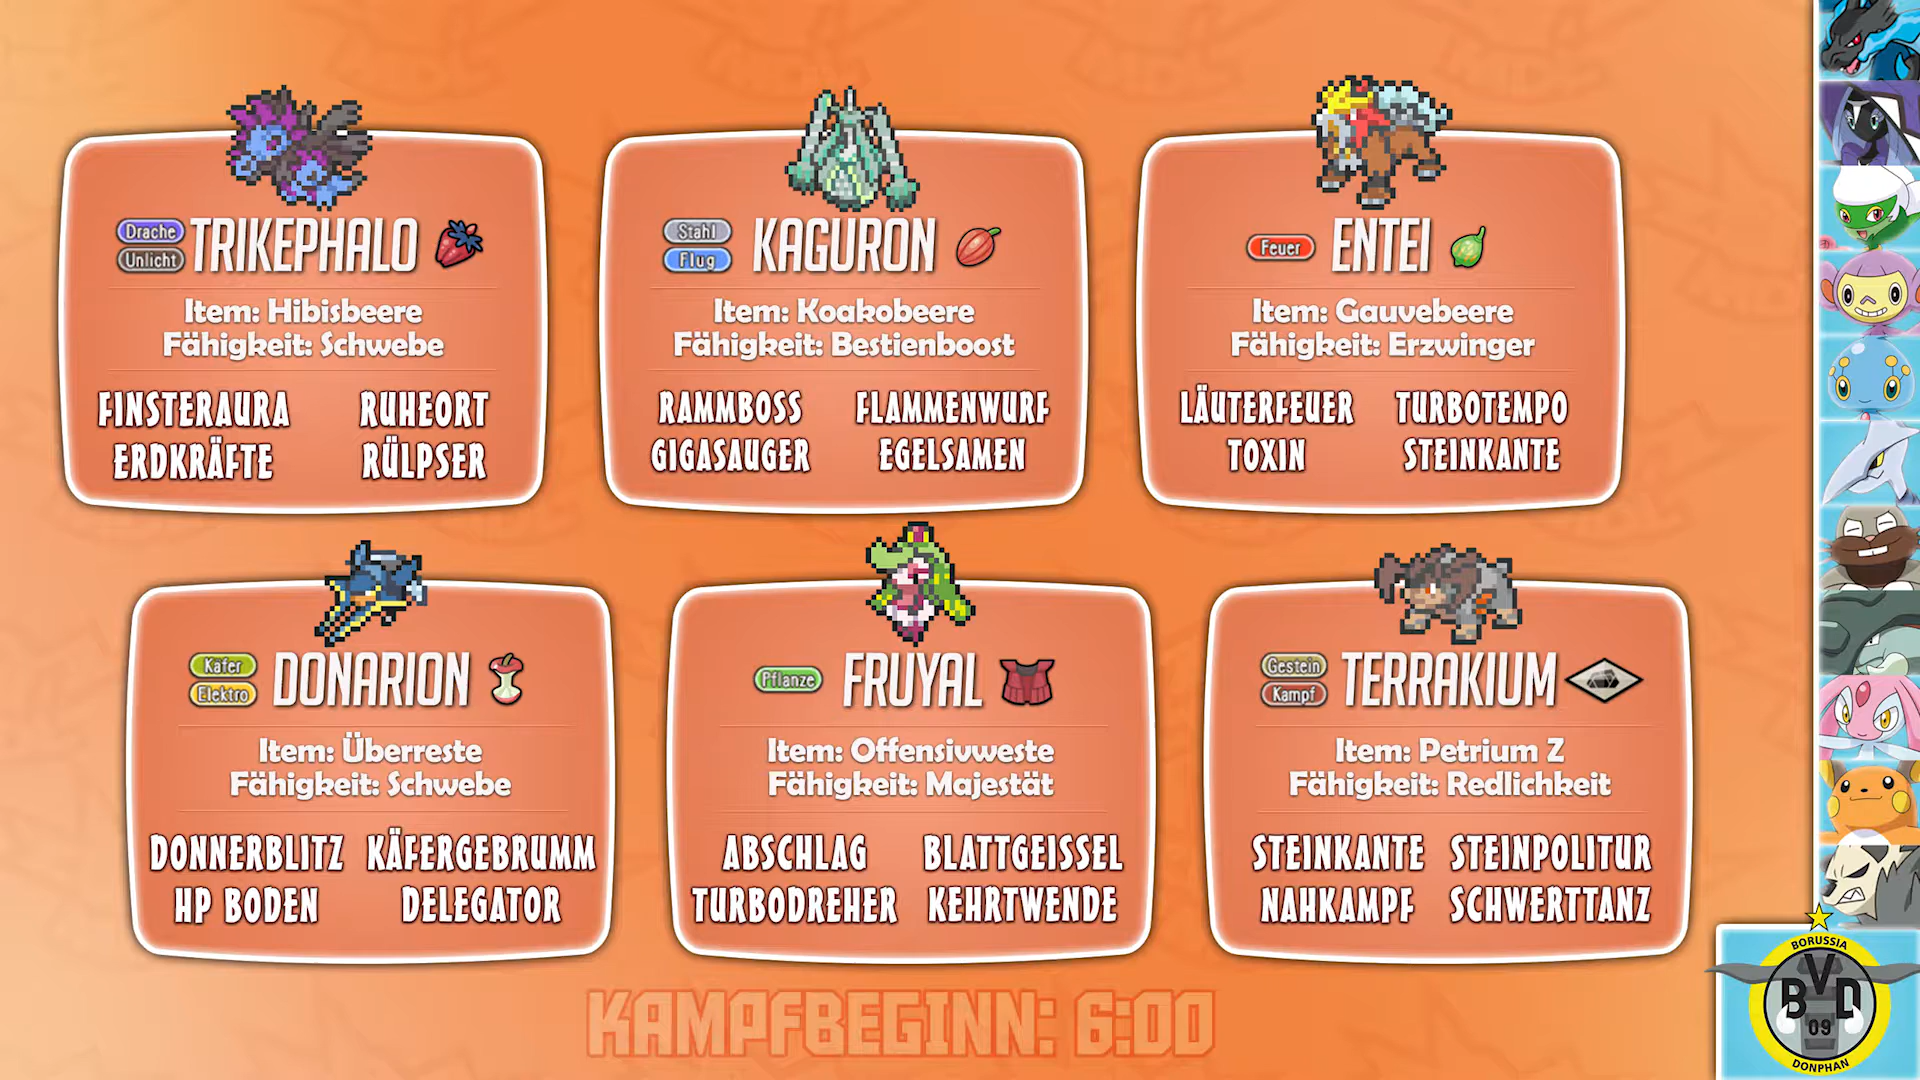 Drache
Unlicht
TRIKEPHALO
Item: Hibisbeere
Fähigkeit: Schwebe
FINSTERAURA RUHEORT
ERDKRÄFTE RÜLPSER
Stahl
Flug
KAGURON
Item: Koakobeere
Fähigkeit: Bestienboost
RAMMBOSS FLAMMENWURF
GIGASAUGER EGELSAMEN
Feuer
ENTEI
Item: Gauvebeere
Fähigkeit: Erzwinger
LÄUTERFEUER TURBOTEMPO
TOXIN STEINKANTE
Käfer
Elektro
DONARION
Item: Überreste
Fähigkeit: Schwebe
DONNERBLITZ KÄFERGEBRUMM
HP BODEN DELEGATOR
Pflanze
FRUYAL
Item: Offensivweste
Fähigkeit: Majestät
ABSCHLAG BLATTGEISSEL
TURBODREHER KEHRTWENDE
Gestein
Kampf
TERRAKIUM
Item: Petrium Z
Fähigkeit: Redlichkeit
STEINKANTE STEINPOLITUR
NAHKAMPF SCHWERTTANZ
KAMPFBEGINN: 6:00
BORUSSIA
BVD
09
DONPHAN